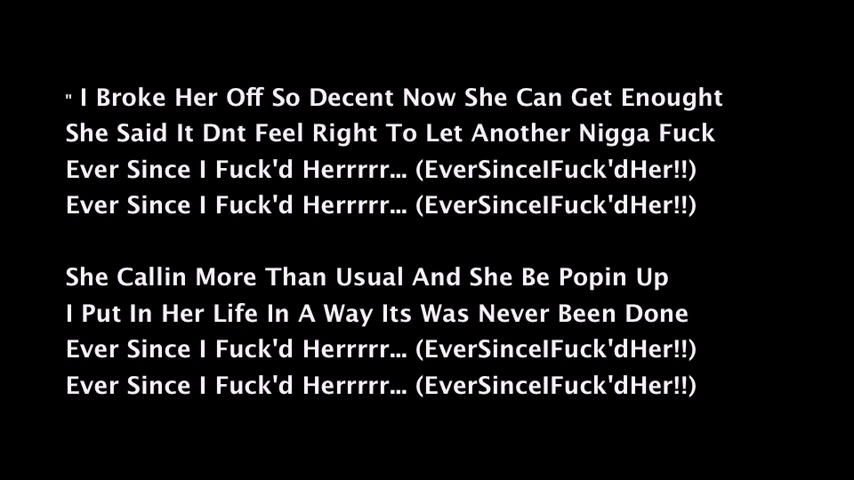 " I Broke Her Off So Decent Now She Can Get Enought
She Said It Dnt Feel Right To Let Another Nigga Fuck
Ever Since I Fuck'd Herrrrr... (EverSinceIFuck'dHer!!)
Ever Since I Fuck'd Herrrrr... (EverSinceIFuck'dHer!!)
She Callin More Than Usual And She Be Popin Up
I Put In Her Life In A Way Its Was Never Been Done
Ever Since I Fuck'd Herrrrr... (EverSinceIFuck'dHer!!)
Ever Since I Fuck'd Herrrrr... (EverSinceIFuck'dHer!!)